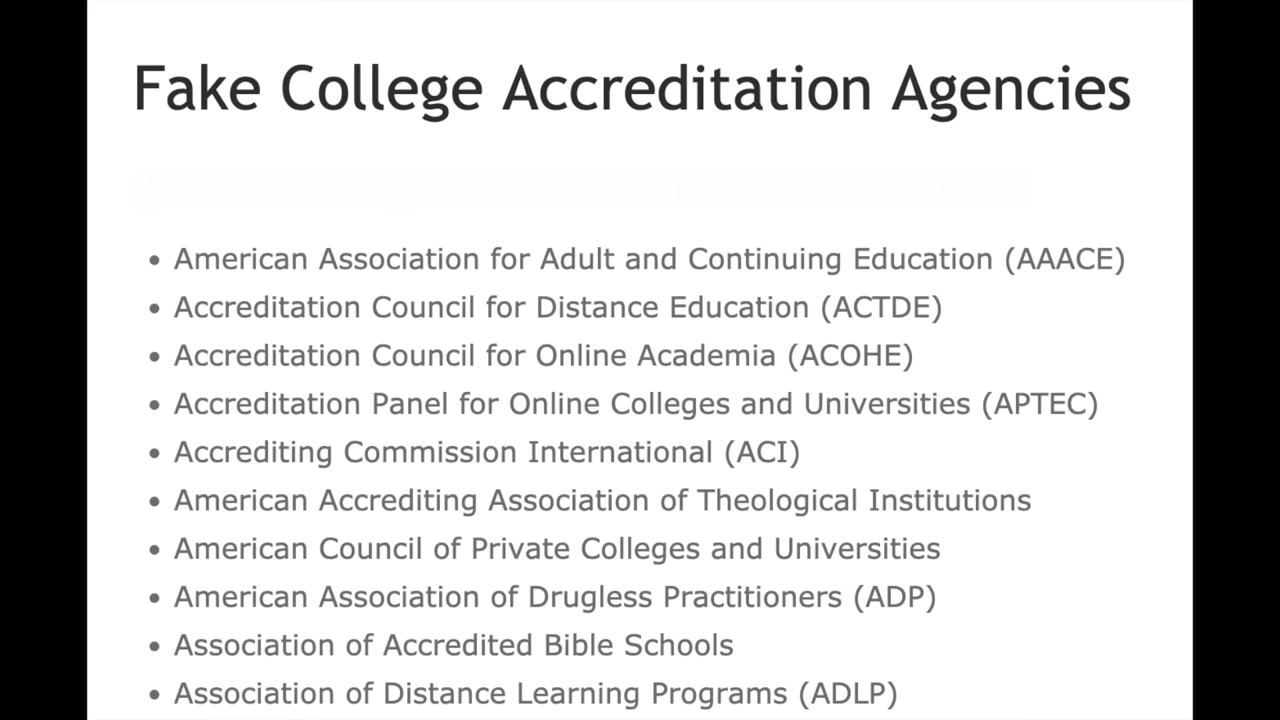 Fake College Accreditation Agencies
• American Association for Adult and Continuing Education (AAACE)
• Accreditation Council for Distance Education (ACTDE)
• Accreditation Council for Online Academia (ACOHE)
• Accreditation Panel for Online Colleges and Universities (APTEC)
• Accrediting Commission International (ACI)
• American Accrediting Association of Theological Institutions
• American Council of Private Colleges and Universities
• American Association of Drugless Practitioners (ADP)
• Association of Accredited Bible Schools
• Association of Distance Learning Programs (ADLP)